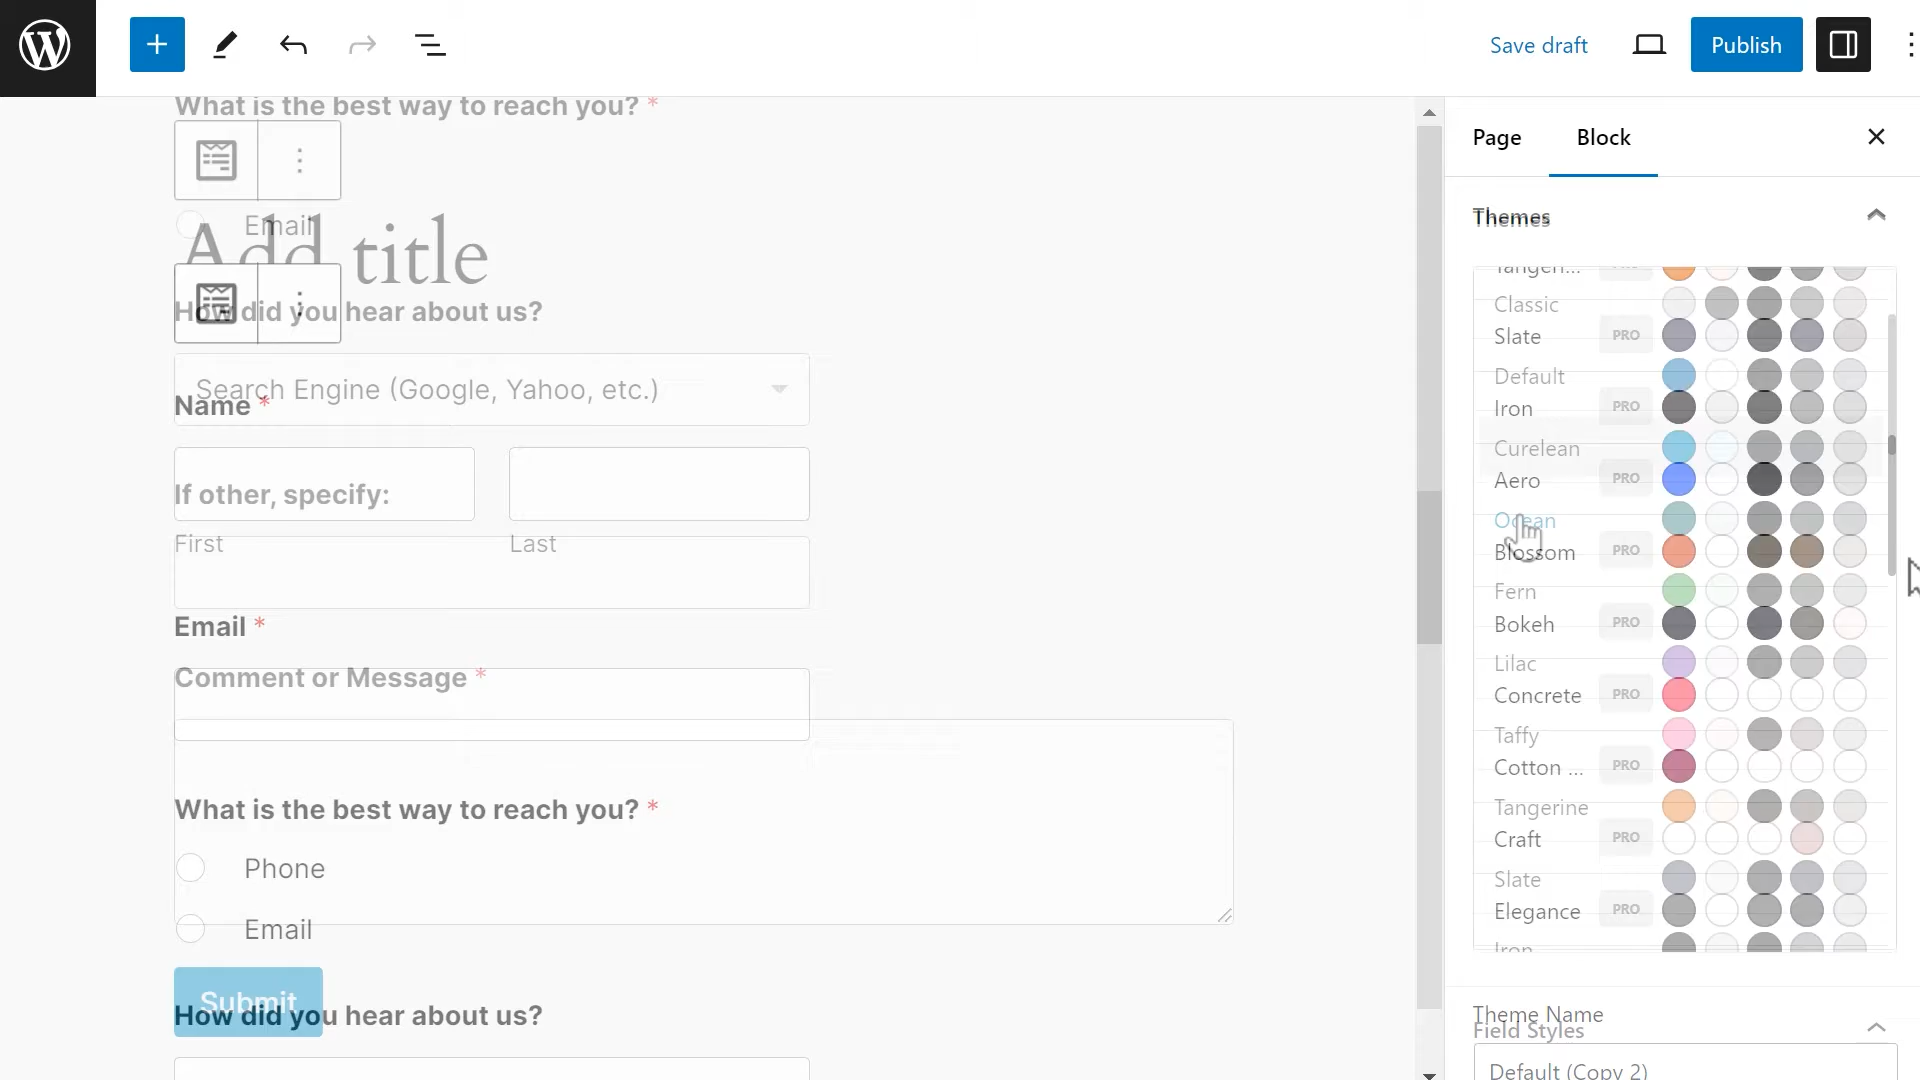 Save draft
Publish
What is the best way to reach you? *
Email
Add title
How did you hear about us?
Search Engine (Google, Yahoo, etc.)
Name *
If other, specify:
First Last
Email *
Comment or Message *
What is the best way to reach you? *
Phone
Email
Submit
How did you hear about us?
Page Block
Themes
Tangeri...
Classic
Slate PRO
Default
Iron PRO
Curelean
Aero PRO
Ocean
Blossom PRO
Fern
Bokeh PRO
Lilac
Concrete PRO
Taffy
Cotton ... PRO
Tangerine
Craft PRO
Slate
Elegance PRO
Iron
Theme Name
Field Styles
Default (Copy 2)